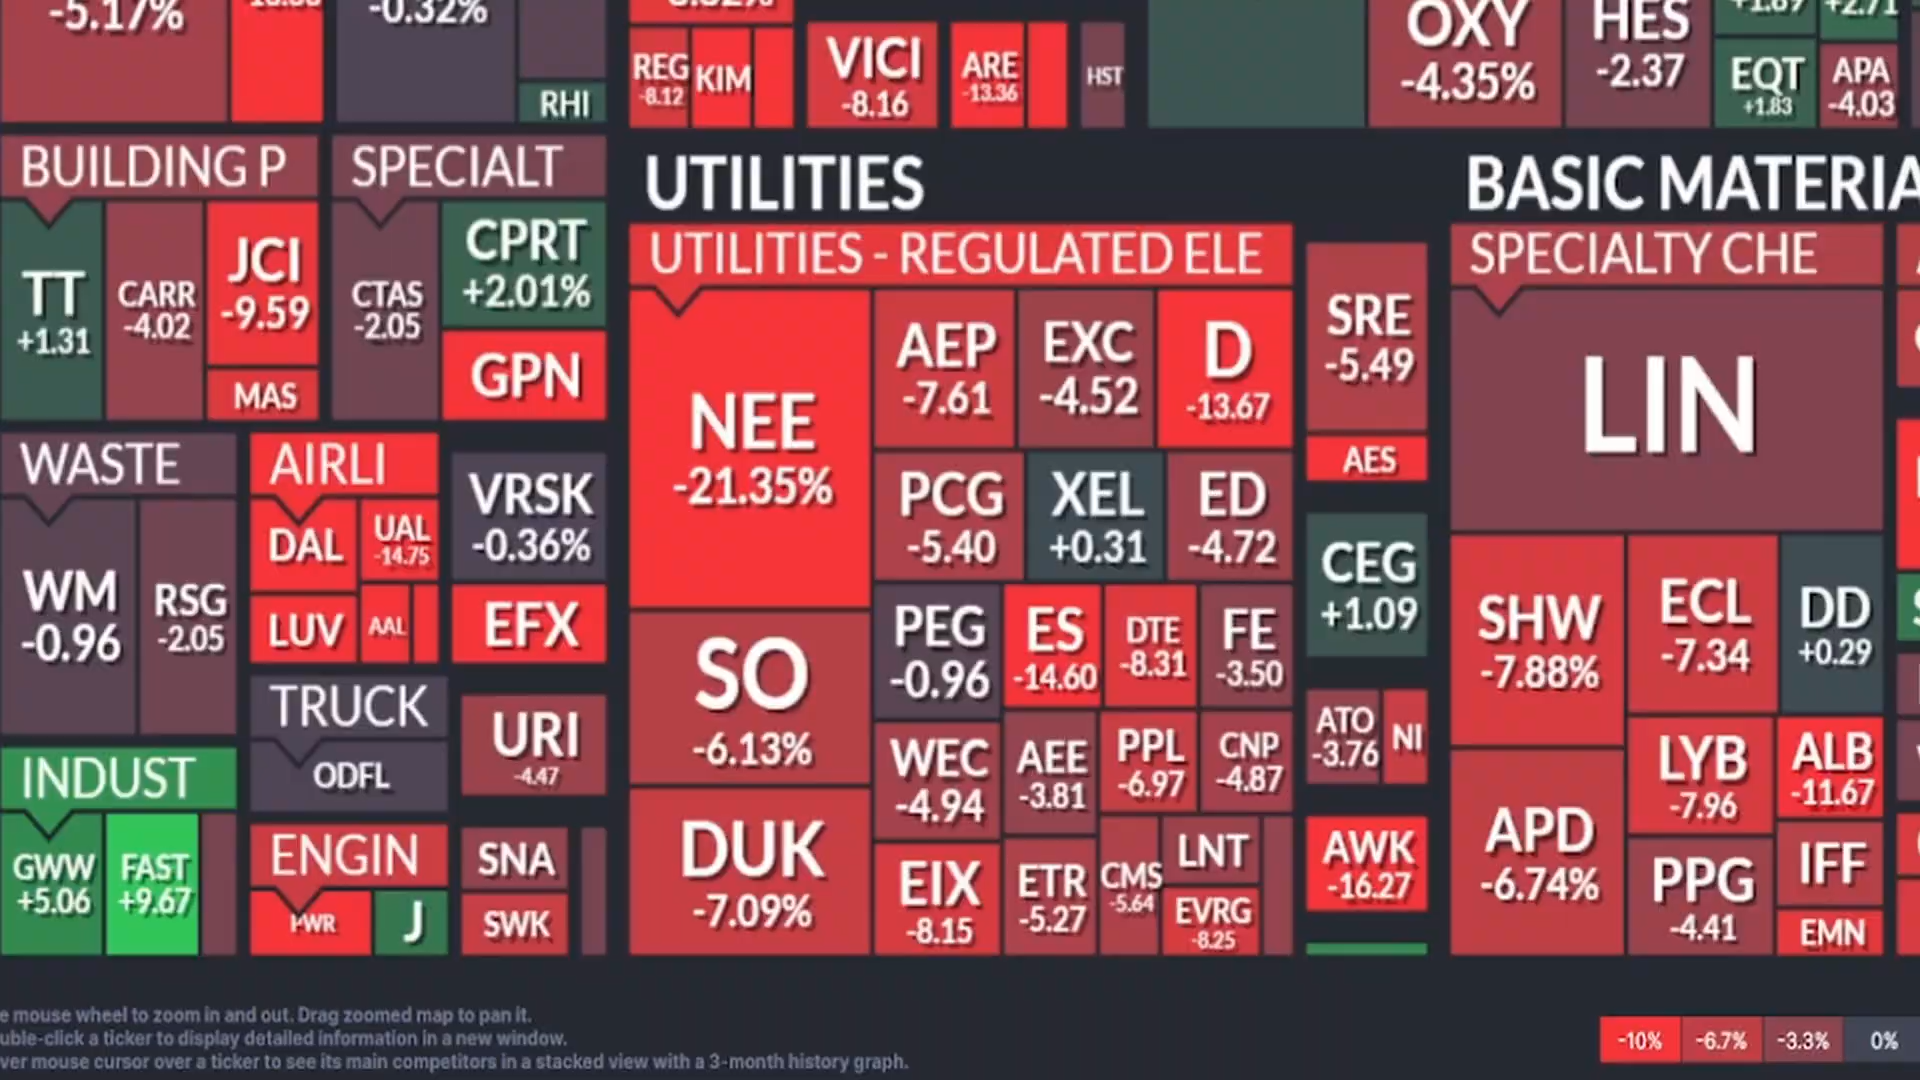 -5.17%
-0.32%
RHI
REG
-8.12
KIM
VICI
-8.16
ARE
-13.36
HST
OXY
-4.35%
HES
-2.37
+2.71
EQT
+1.83
APA
-4.03
BUILDING P
TT
+1.31
CARR
-4.02
JCI
-9.59
MAS
SPECIALT
CTAS
-2.05
CPRT
+2.01%
GPN
WASTE
WM
-0.96
RSG
-2.05
AIRLI
DAL
UAL
-14.75
LUV
AAL
VRSK
-0.36%
EFX
TRUCK
ODFL
URI
-4.47
INDUST
GWW
+5.06
FAST
+9.67
ENGIN
PWR
J
SNA
SWK
UTILITIES
UTILITIES - REGULATED ELE
NEE
-21.35%
SO
-6.13%
DUK
-7.09%
AEP
-7.61
EXC
-4.52
D
-13.67
PCG
-5.40
XEL
+0.31
ED
-4.72
PEG
-0.96
ES
-14.60
DTE
-8.31
FE
-3.50
WEC
-4.94
AEE
-3.81
PPL
-6.97
CNP
-4.87
EIX
-8.15
ETR
-5.27
CMS
-5.64
LNT
EVRG
-8.25
SRE
-5.49
AES
CEG
+1.09
ATO
-3.76
NI
AWK
-16.27
BASIC MATERIA
SPECIALTY CHE
LIN
SHW
-7.88%
ECL
-7.34
DD
+0.29
APD
-6.74%
LYB
-7.96
ALB
-11.67
PPG
-4.41
IFF
EMN
e mouse wheel to zoom in and out. Drag zoomed map to pan it.
uble-click a ticker to display detailed information in a new window.
ver mouse cursor over a ticker to see its main competitors in a stacked view with a 3-month history graph.
-10%
-6.7%
-3.3%
0%